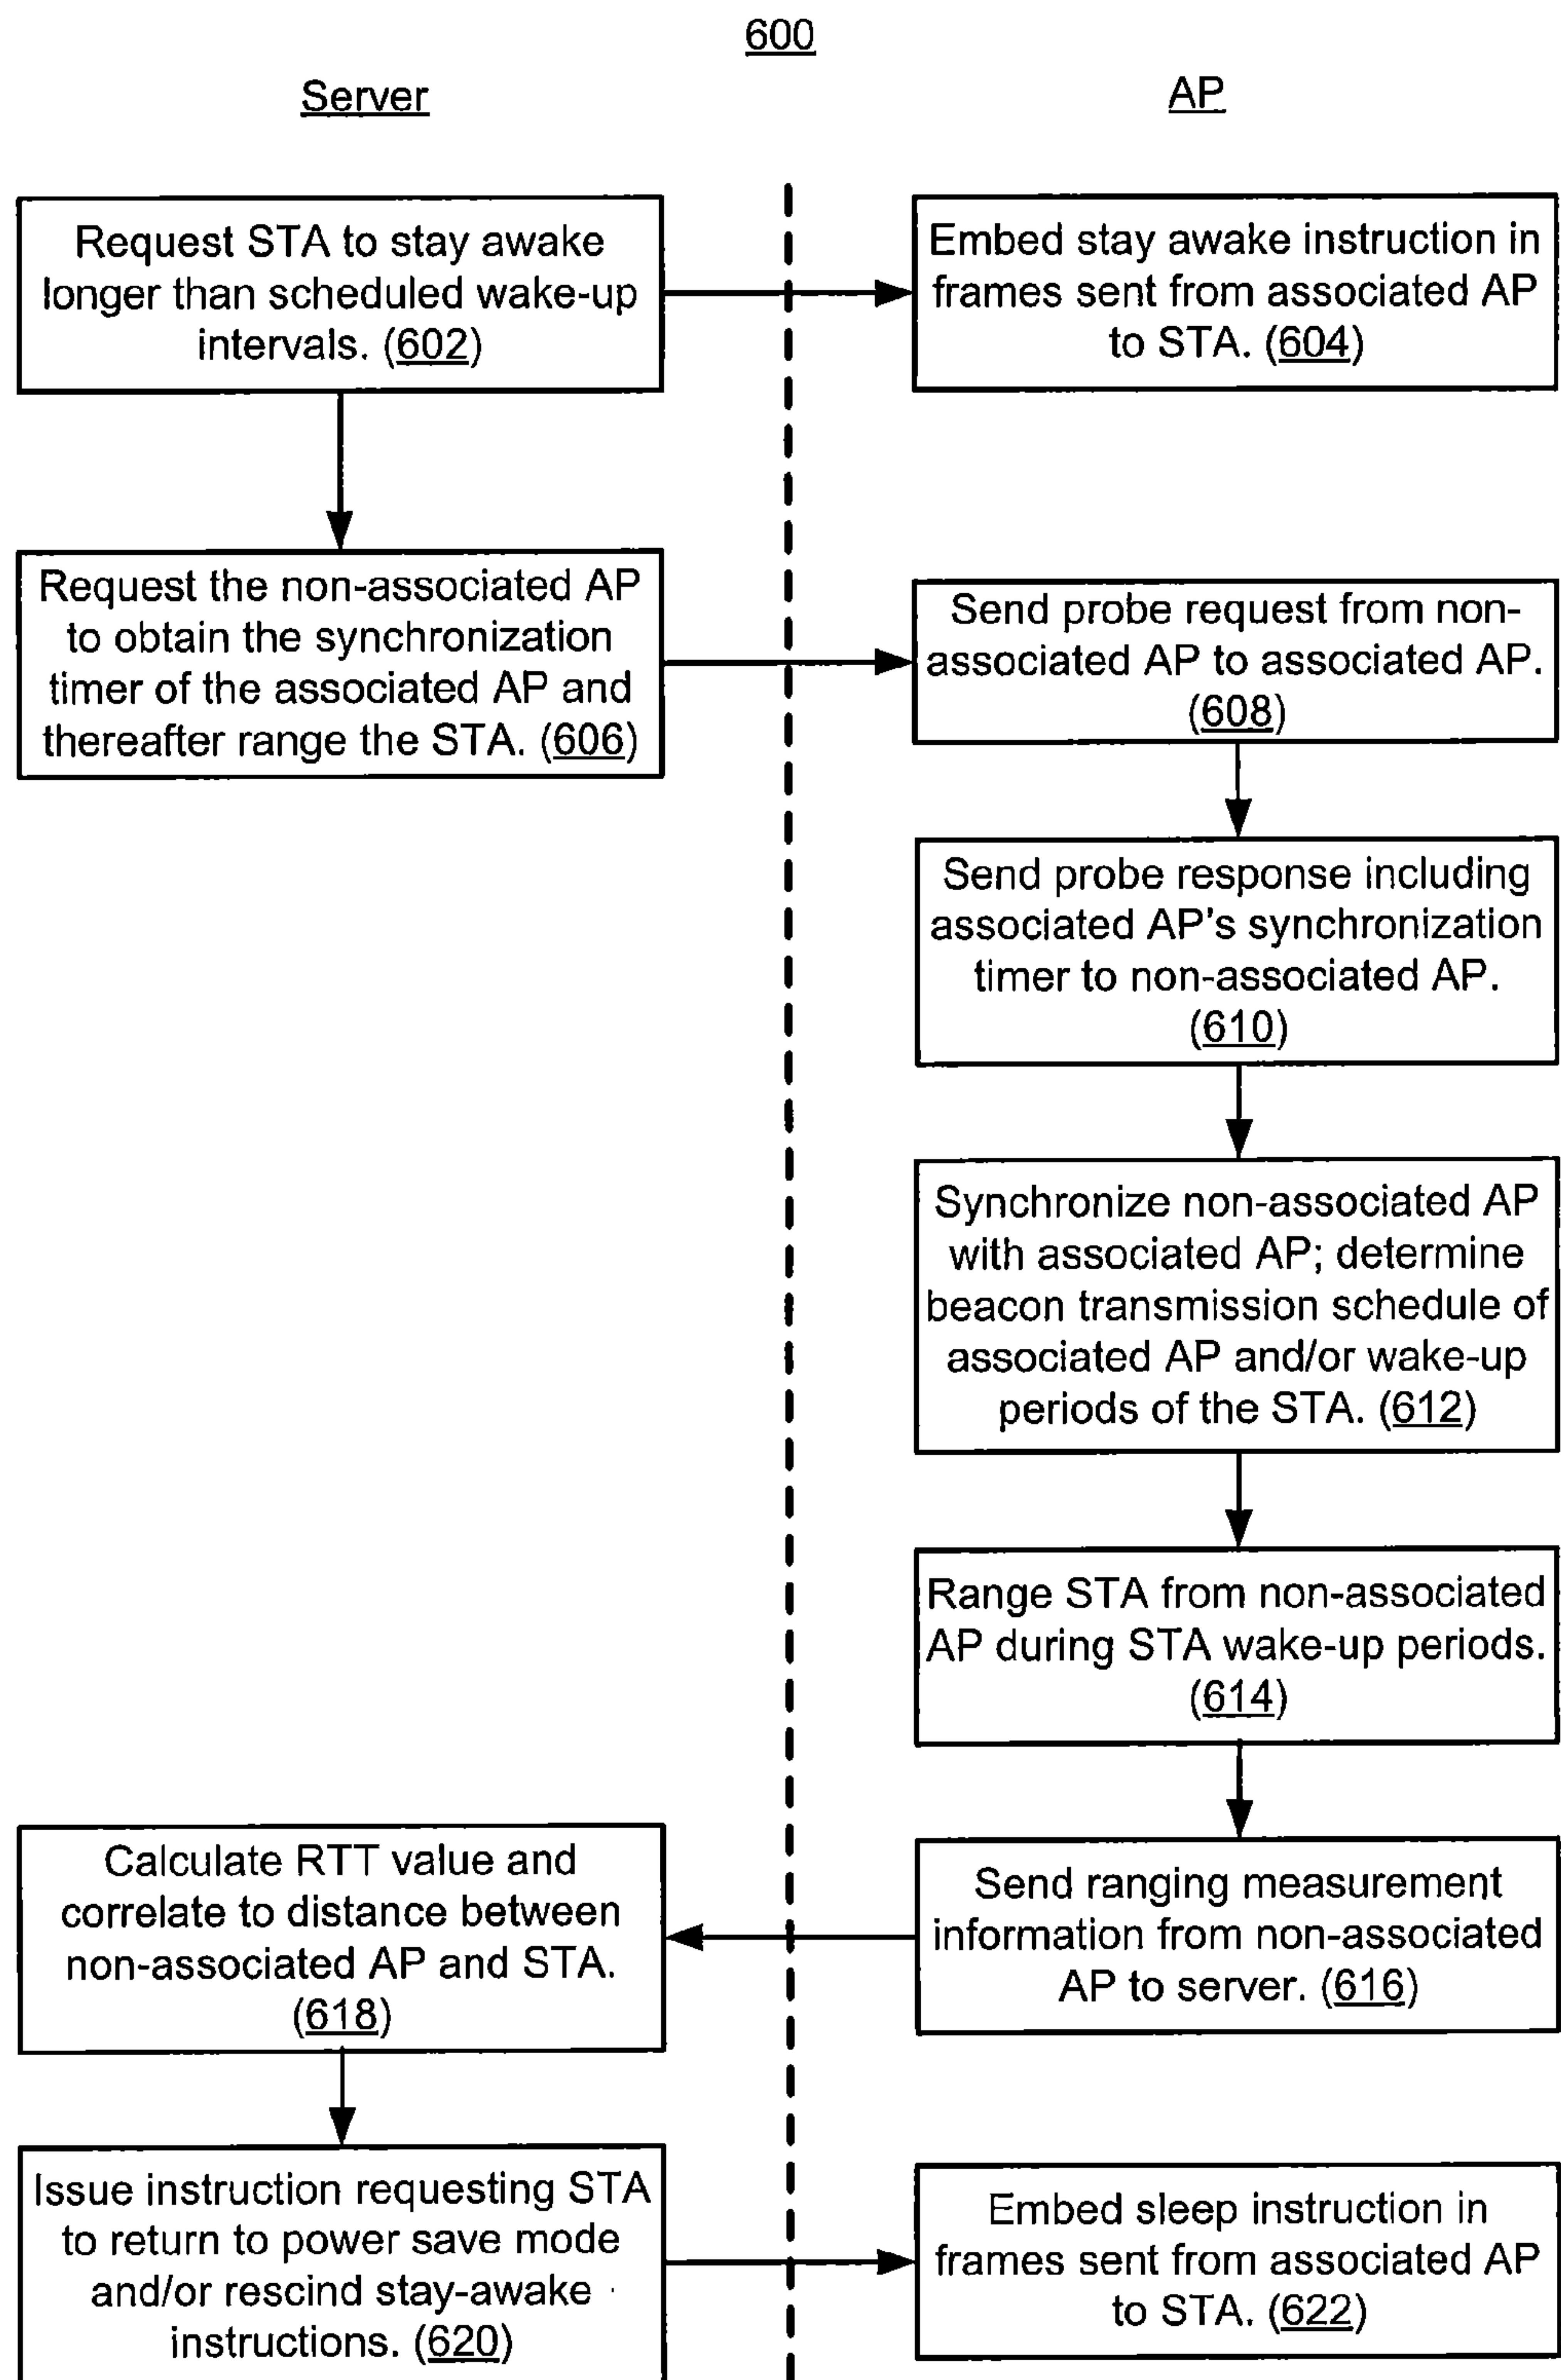 600
Server
AP
Request STA to stay awake
longer than scheduled wake-up
intervals. (602)
Embed stay awake instruction in
frames sent from associated AP
to STA. (604)
Request the non-associated AP
to obtain the synchronization
timer of the associated AP and
thereafter range the STA. (606)
Send probe request from non-
associated AP to associated AP.
(608)
Send probe response including
associated AP's synchronization
timer to non-associated AP.
(610)
Synchronize non-associated AP
with associated AP; determine
beacon transmission schedule of
associated AP and/or wake-up
periods of the STA. (612)
Range STA from non-associated
AP during STA wake-up periods.
(614)
Calculate RTT value and
correlate to distance between
non-associated AP and STA.
(618)
Send ranging measurement
information from non-associated
AP to server. (616)
Issue instruction requesting STA
to return to power save mode
and/or rescind stay-awake
instructions. (620)
Embed sleep instruction in
frames sent from associated AP
to STA. (622)